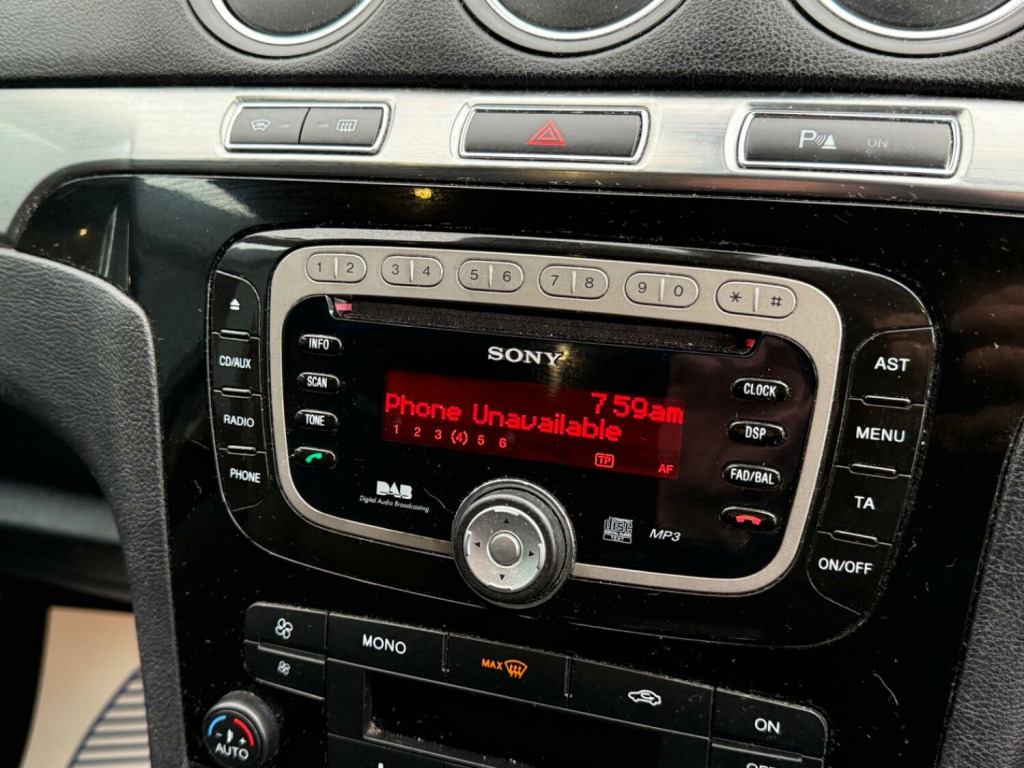 P ON
1 2 3 4 5 6 7 8 9 0 * #
SONY
INFO
SCAN
TONE
CD/AUX
RADIO
PHONE
7 59am
Phone Unavailable
1 2 3 (4) 5 6
TP AF
CLOCK
DSP
FAD/BAL
AST
MENU
TA
ON/OFF
DAB
Digital Audio Broadcasting
disc
TEXT
MP3
MONO
MAX
ON
- +
AUTO